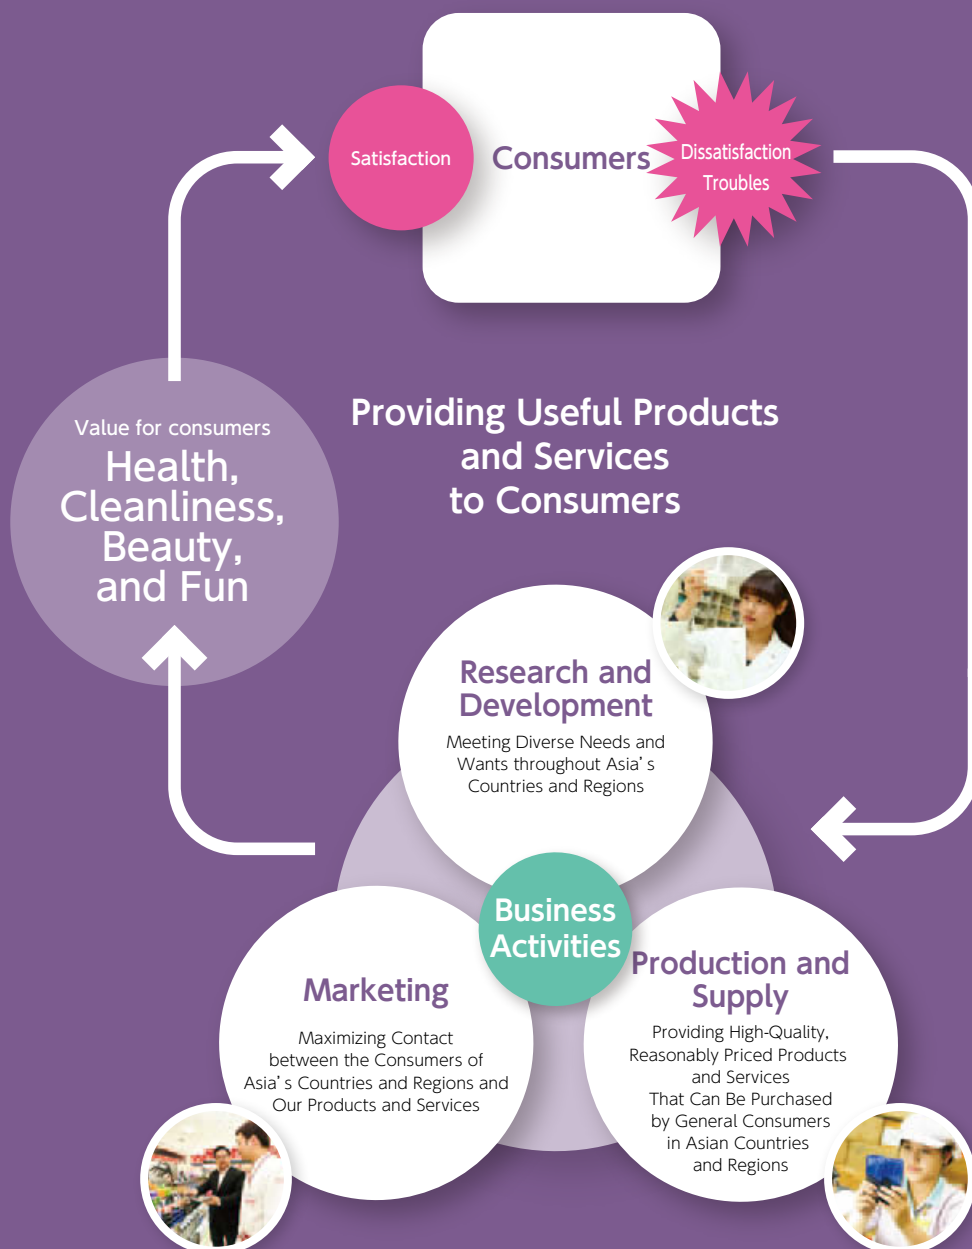 Satisfaction
Consumers
Dissatisfaction
Troubles
Value for consumers
Health,
Cleanliness,
Beauty,
and Fun
Providing Useful Products
and Services
to Consumers
Research and
Development
Meeting Diverse Needs and
Wants throughout Asia's
Countries and Regions
Business
Activities
Marketing
Maximizing Contact
between the Consumers of
Asia's Countries and Regions and
Our Products and Services
Production and
Supply
Providing High-Quality,
Reasonably Priced Products
and Services
That Can Be Purchased
by General Consumers
in Asian Countries
and Regions